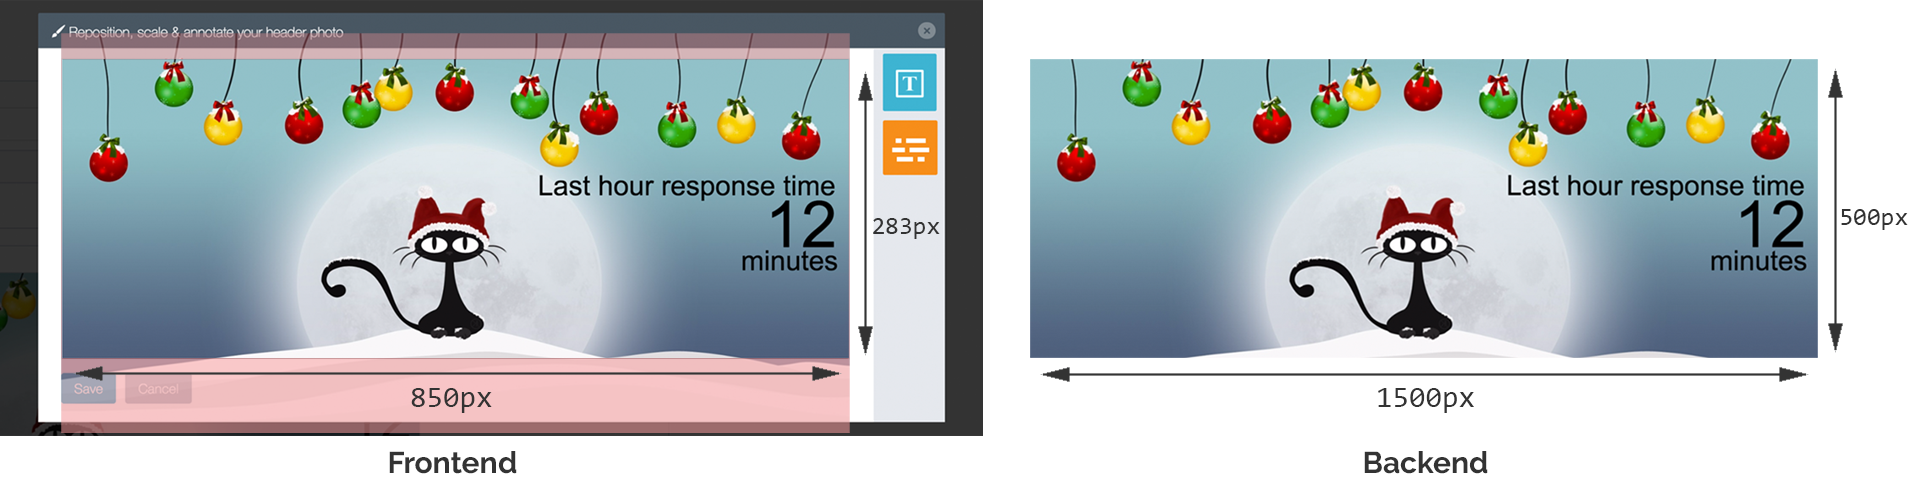 Reposition, scale & annotate your header photo
T
Last hour response time
12
minutes
283px
Save
Cancel
850px
Frontend
Last hour response time
12
minutes
500px
1500px
Backend